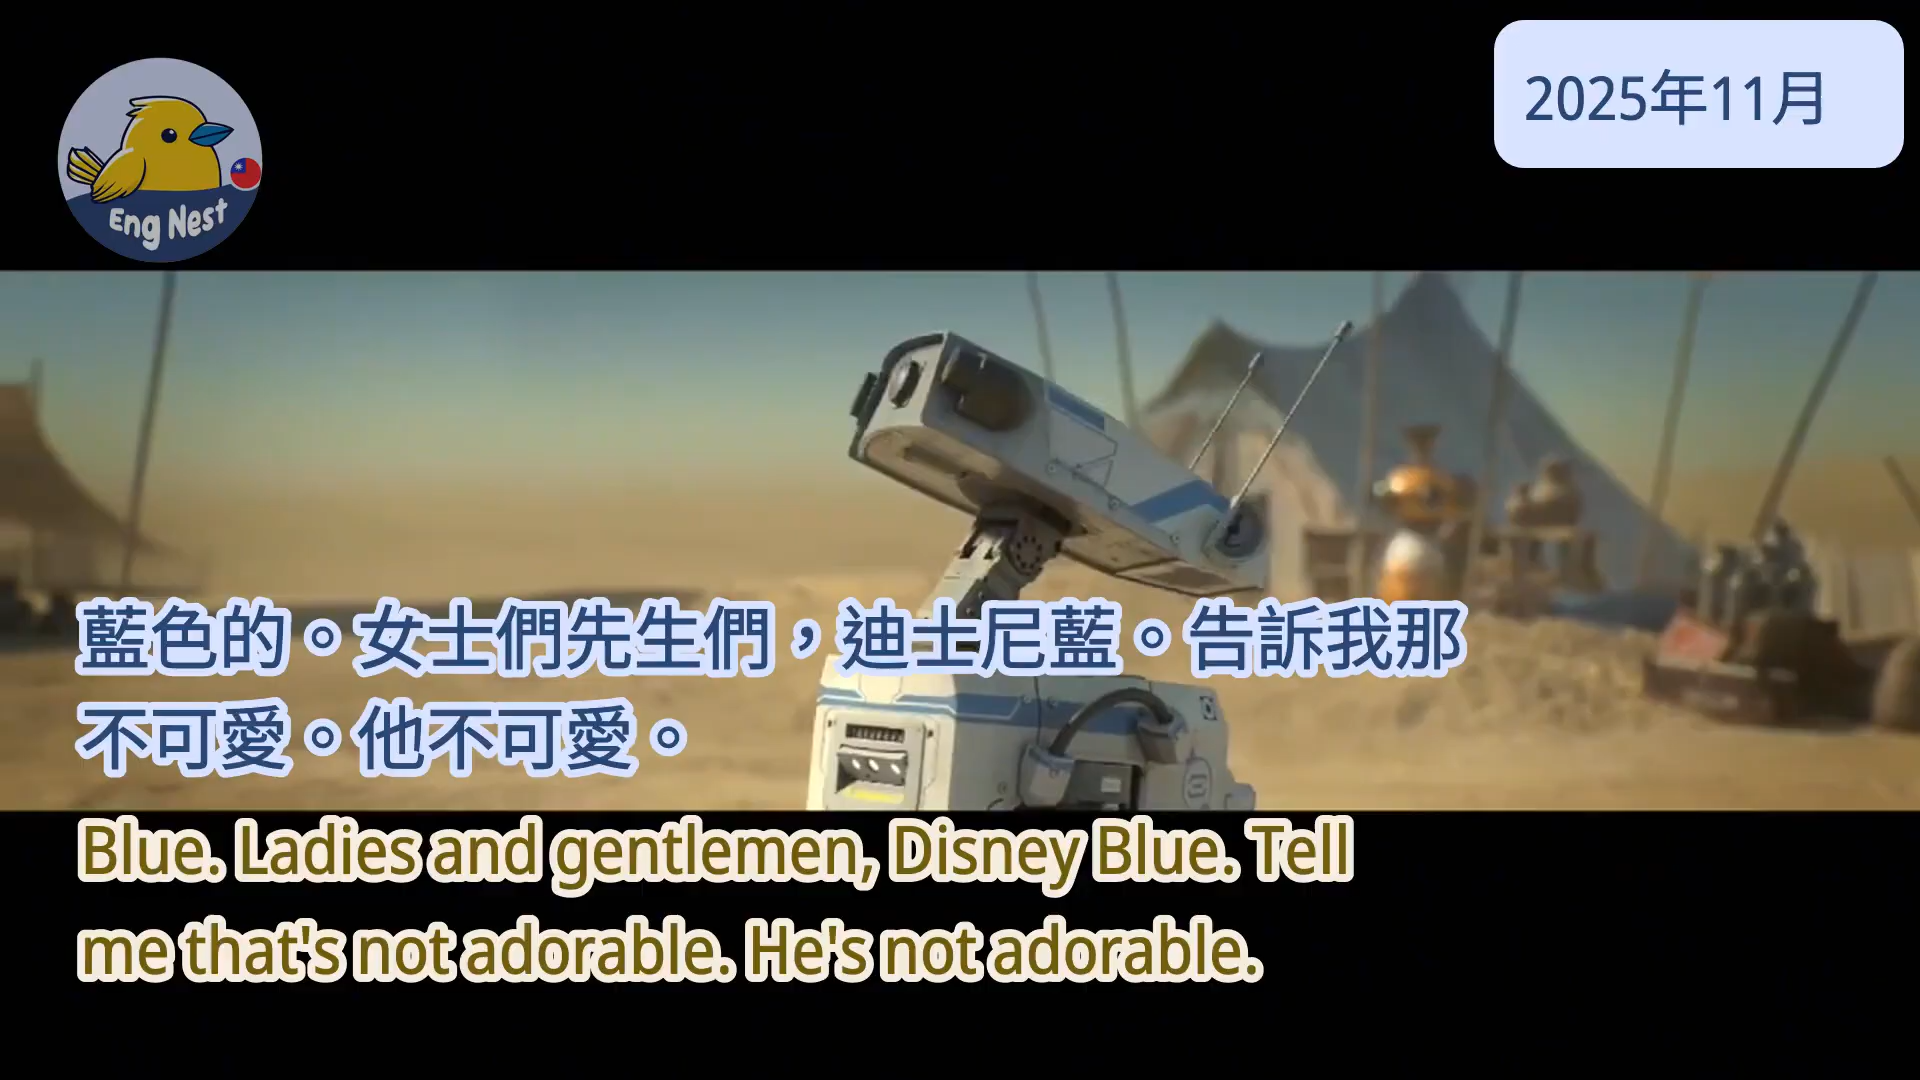 Eng Nest
2025年11月
藍色的。女士們先生們，迪士尼藍。告訴我那
不可愛。他不可愛。
Blue. Ladies and gentlemen, Disney Blue. Tell
me that's not adorable. He's not adorable.